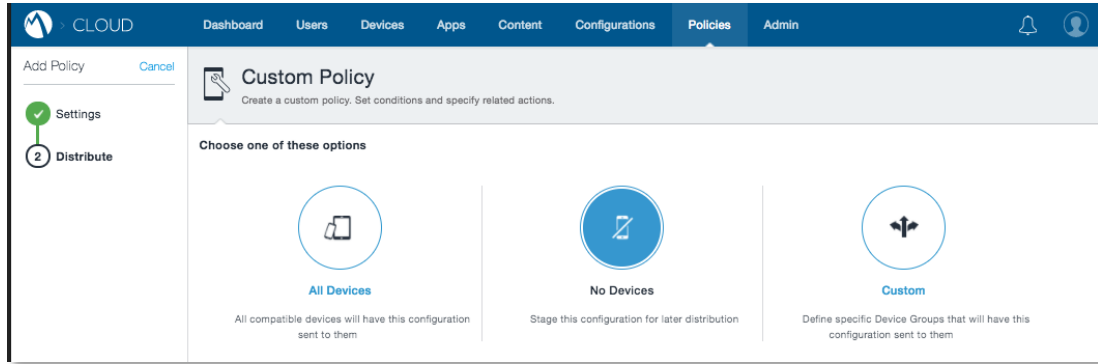 CLOUD Dashboard Users Devices Apps Content Configurations Policies Admin
Add Policy Cancel
Settings
2 Distribute
Custom Policy
Create a custom policy. Set conditions and specify related actions.
Choose one of these options
All Devices
All compatible devices will have this configuration
sent to them
No Devices
Stage this configuration for later distribution
Custom
Define specific Device Groups that will have this
configuration sent to them